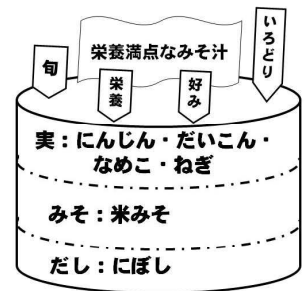 栄養満点なみそ汁
旬
栄養
好み
いろどり
実：にんじん・だいこん・
なめこ・ねぎ
みそ：米みそ
だし：にぼし